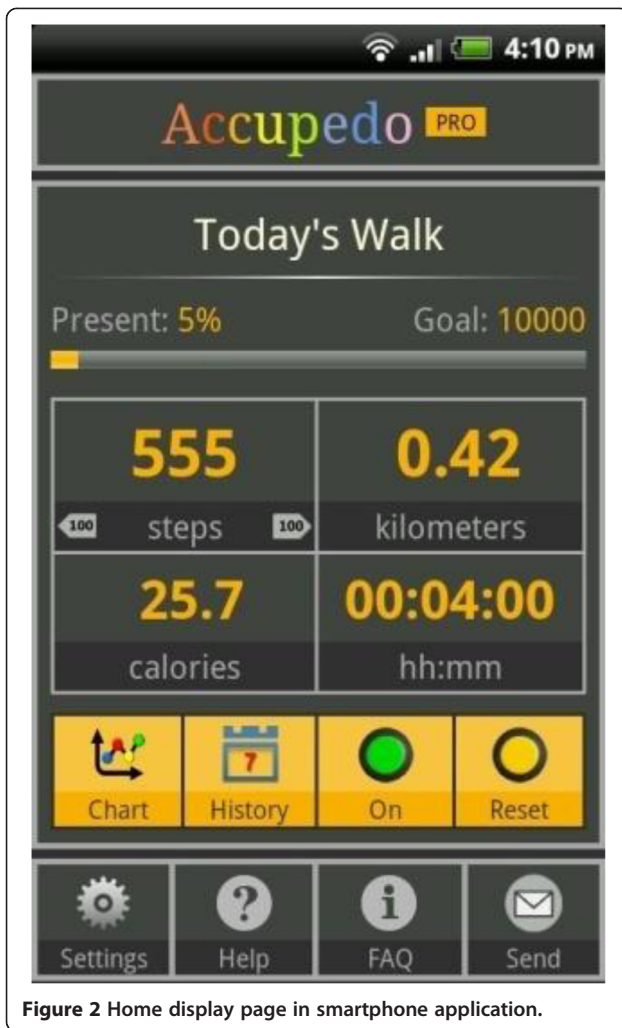 4:10 PM
Accupedo PRO
Today's Walk
Present: 5% Goal: 10000
555 0.42
100 steps 100 kilometers
25.7 00:04:00
calories hh:mm
7
Chart History On Reset
? i
Settings Help FAQ Send
Figure 2 Home display page in smartphone application.